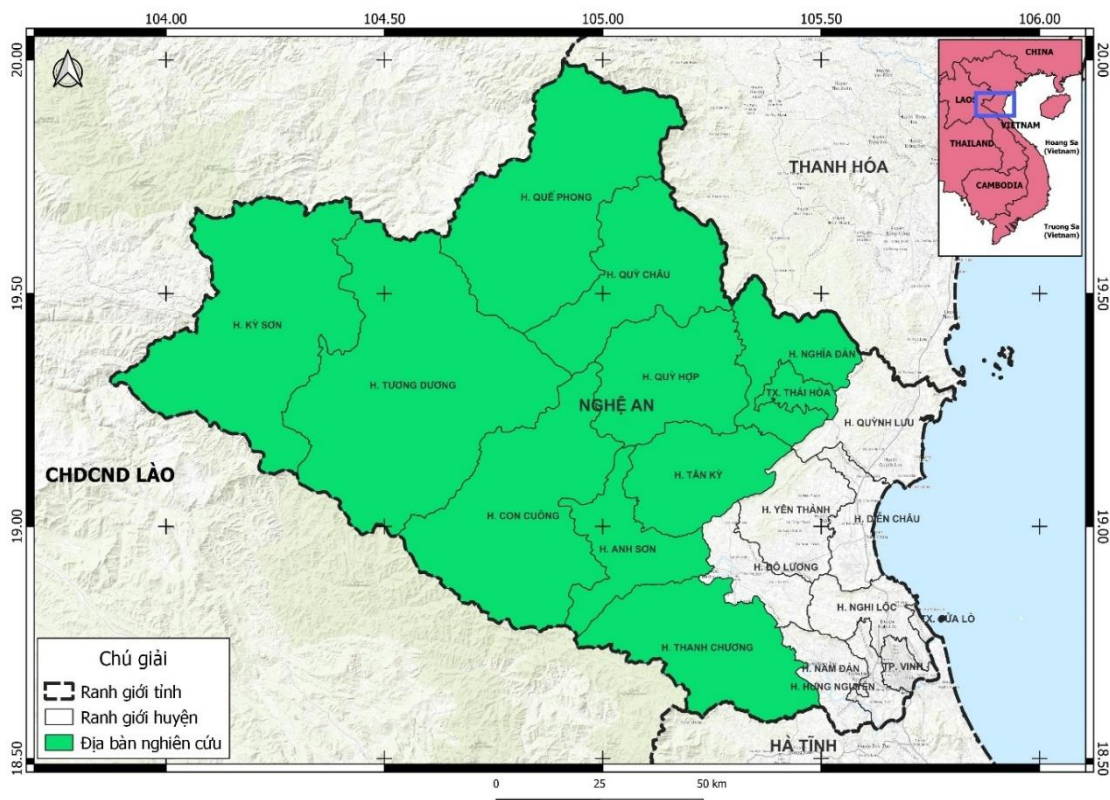 104.00
104.50
105.00
105.50
106.00
20.00
20.00
CHINA
LAOS
VIETNAM
THAILAND
Hoang Sa
(Vietnam)
CAMBODIA
Truong Sa
(Vietnam)
THANH HÓA
H. QUẾ PHONG
H. QUỲ CHÂU
19.50
19.50
H. KỲ SƠN
H. NGHĨA ĐÀN
H. TƯƠNG DƯƠNG
H. QUỲ HỢP
TX. THÁI HÒA
NGHỆ AN
H. QUỲNH LƯU
CHDCND LÀO
H. TÂN KỲ
H. CON CUÔNG
H. YÊN THÀNH
H. DIỄN CHÂU
19.00
19.00
H. ANH SƠN
H. ĐÔ LƯƠNG
H. NGHI LỘC
TX. CỬA LÒ
H. THANH CHƯƠNG
H. NAM ĐÀN
TP. VINH
H. HƯNG NGUYÊN
Chú giải
Ranh giới tỉnh
Ranh giới huyện
Địa bàn nghiên cứu
HÀ TĨNH
18.50
18.50
0 25 50 km